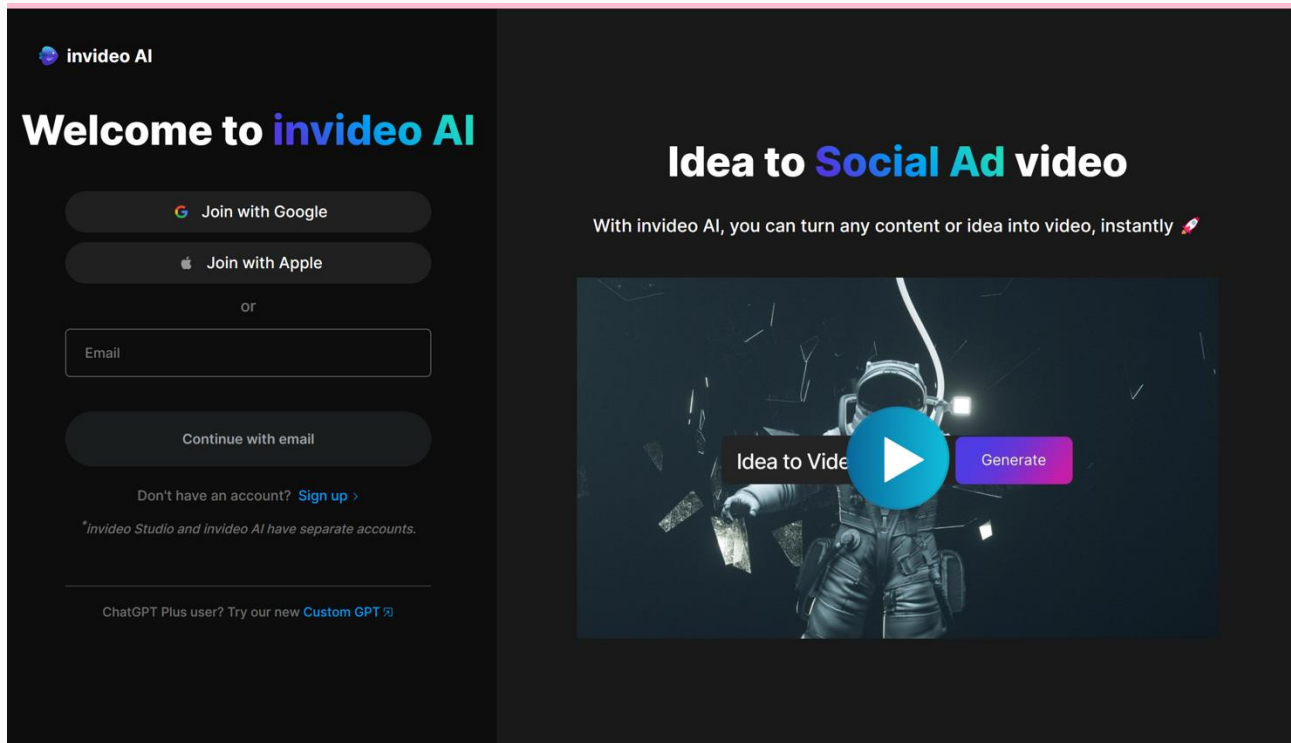 invideo AI
Welcome to invideo AI
Join with Google
Join with Apple
or
Email
Continue with email
Don't have an account? Sign up >
*invideo Studio and invideo AI have separate accounts.
ChatGPT Plus user? Try our new Custom GPT
Idea to Social Ad video
With invideo AI, you can turn any content or idea into video, instantly 🚀
Idea to Vide
Generate